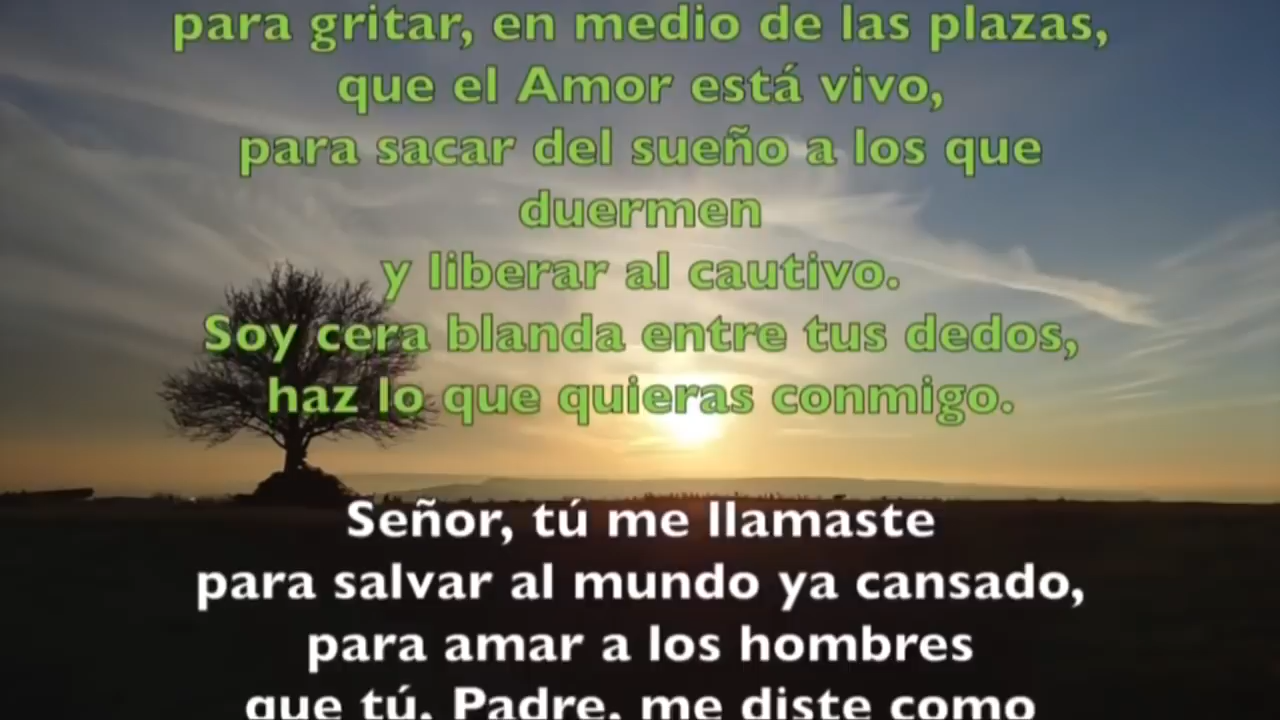 para gritar, en medio de las plazas,
que el Amor está vivo,
para sacar del sueño a los que
duermen
y liberar al cautivo.
Soy cera blanda entre tus dedos,
haz lo que quieras conmigo.
Señor, tú me llamaste
para salvar al mundo ya cansado,
para amar a los hombres
que tú, Padre, me diste como